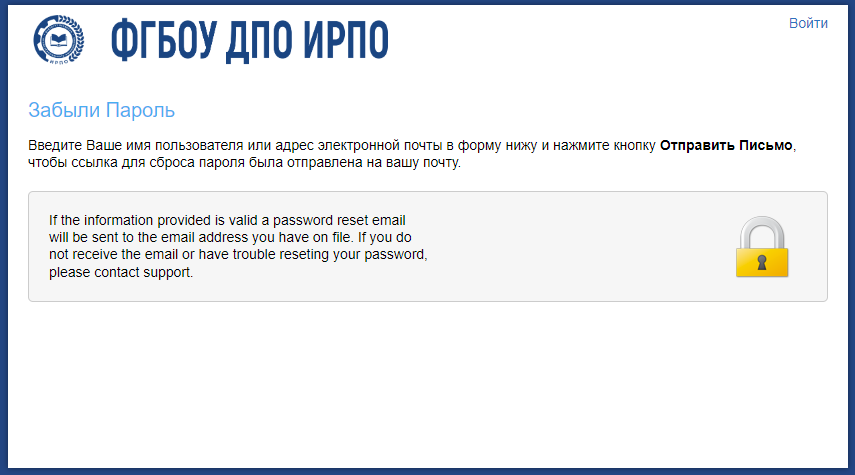 ИРПО
ФГБОУ ДПО ИРПО
Войти
Забыли Пароль
Введите Ваше имя пользователя или адрес электронной почты в форму нижу и нажмите кнопку Отправить Письмо,
чтобы ссылка для сброса пароля была отправлена на вашу почту.
If the information provided is valid a password reset email
will be sent to the email address you have on file. If you do
not receive the email or have trouble reseting your password,
please contact support.